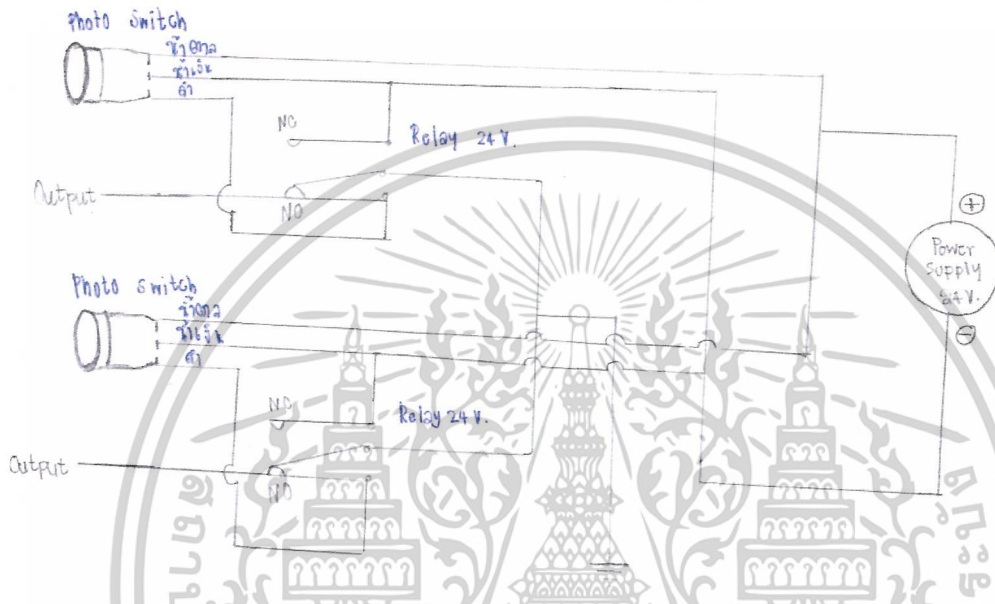 Photo Switch
น้ำตาล
น้ำเงิน
ดำ
NC
Relay 24 V.
Output
NO
+
Power
Supply
24V.
-
Photo switch
น้ำตาล
น้ำเงิน
ดำ
NC
Relay 24 V.
Output
NO